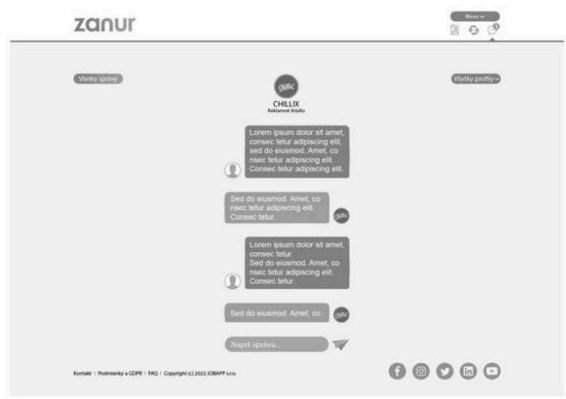 zanur
Menu
Všetky správy
Všetky profily
CHILLIX
Lorem ipsum dolor sit amet,
consec tetur adipiscing elit,
sed do eiusmod. Amet, co
nsec tetur adipiscing elit.
Consec tetur adipiscing elit.
Sed do eiusmod. Amet, co
nsec tetur adipiscing elit.
Consec tetur.
Lorem ipsum dolor sit amet,
consec tetur.
Sed do eiusmod. Amet, co
nsec tetur adipiscing elit.
Consec tetur.
Sed do eiusmod. Amet, co.
Napíš správu...
Kontakt | Podmienky a GDPR | FAQ | Copyright (c) 2022 JOBAPP s.r.o.